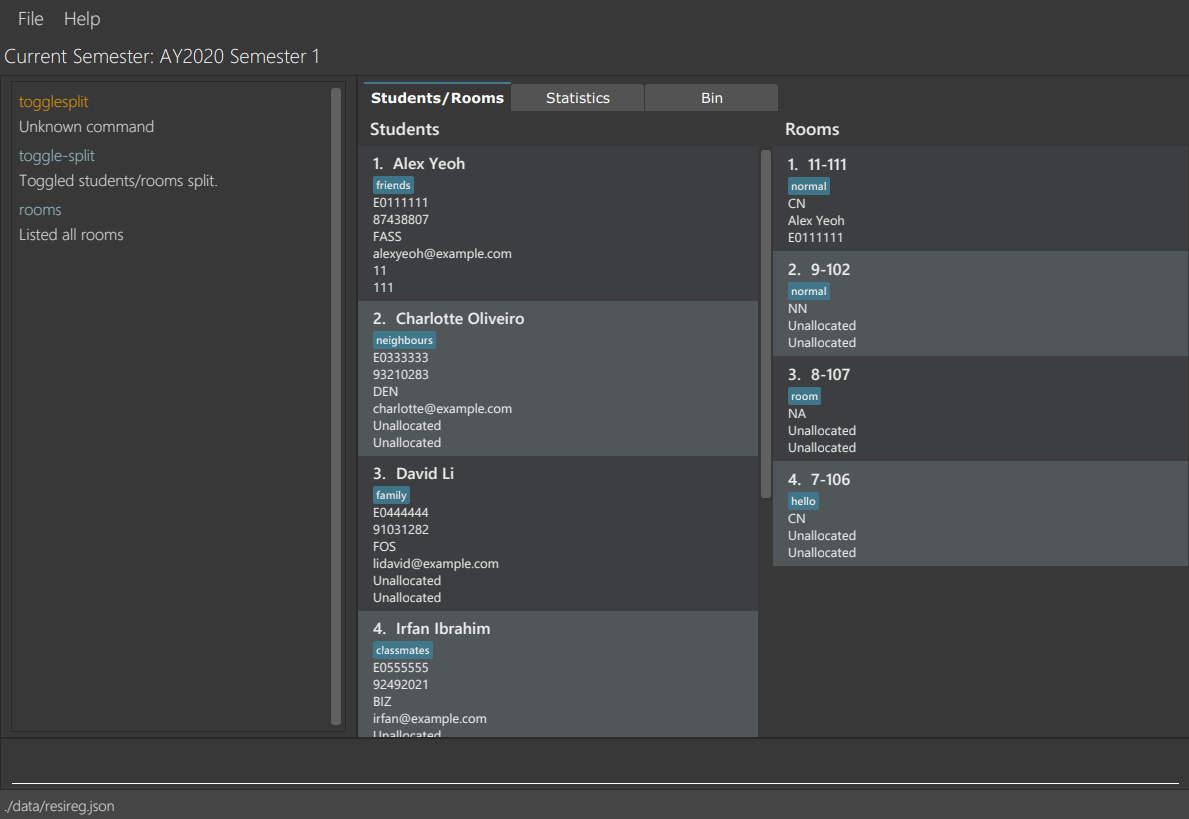 File Help
Current Semester: AY2020 Semester 1
togglesplit
Unknown command
toggle-split
Toggled students/rooms split.
rooms
Listed all rooms
Students/Rooms Statistics Bin
Students
1. Alex Yeoh
friends
E0111111
87438807
FASS
alexyeoh@example.com
11
111
2. Charlotte Oliveiro
neighbours
E0333333
93210283
DEN
charlotte@example.com
Unallocated
Unallocated
3. David Li
family
E0444444
91031282
FOS
lidavid@example.com
Unallocated
Unallocated
4. Irfan Ibrahim
classmates
E0555555
92492021
BIZ
irfan@example.com
Unallocated
Rooms
1. 11-111
normal
CN
Alex Yeoh
E0111111
2. 9-102
normal
NN
Unallocated
Unallocated
3. 8-107
room
NA
Unallocated
Unallocated
4. 7-106
hello
CN
Unallocated
Unallocated
./data/resireg.json